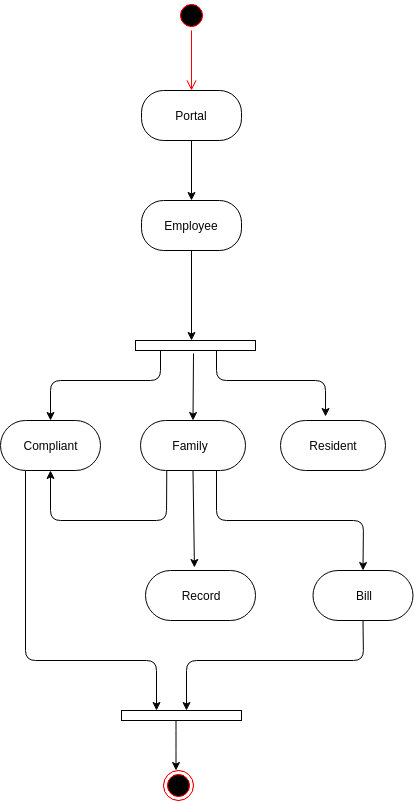 Portal
Employee
Compliant
Family
Resident
Record
Bill